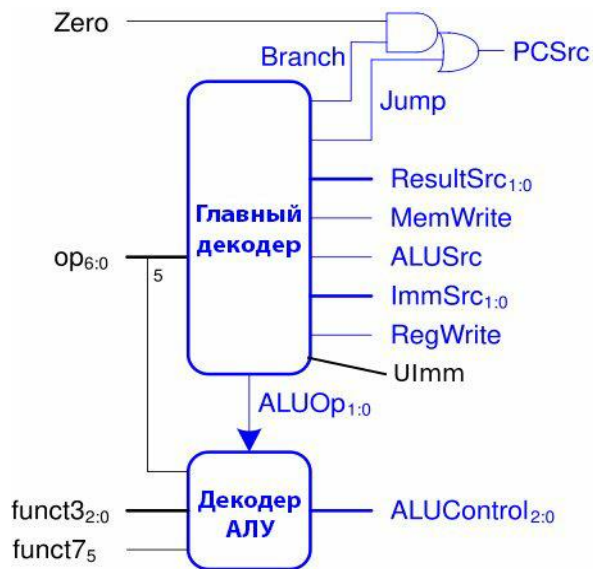 Zero
Branch
PCSrc
Jump
Главный
декодер
ResultSrc1:0
MemWrite
ALUSrc
ImmSrc1:0
RegWrite
UImm
op6:0
5
ALUOp1:0
Декодер
АЛУ
funct32:0
funct75
ALUControl2:0